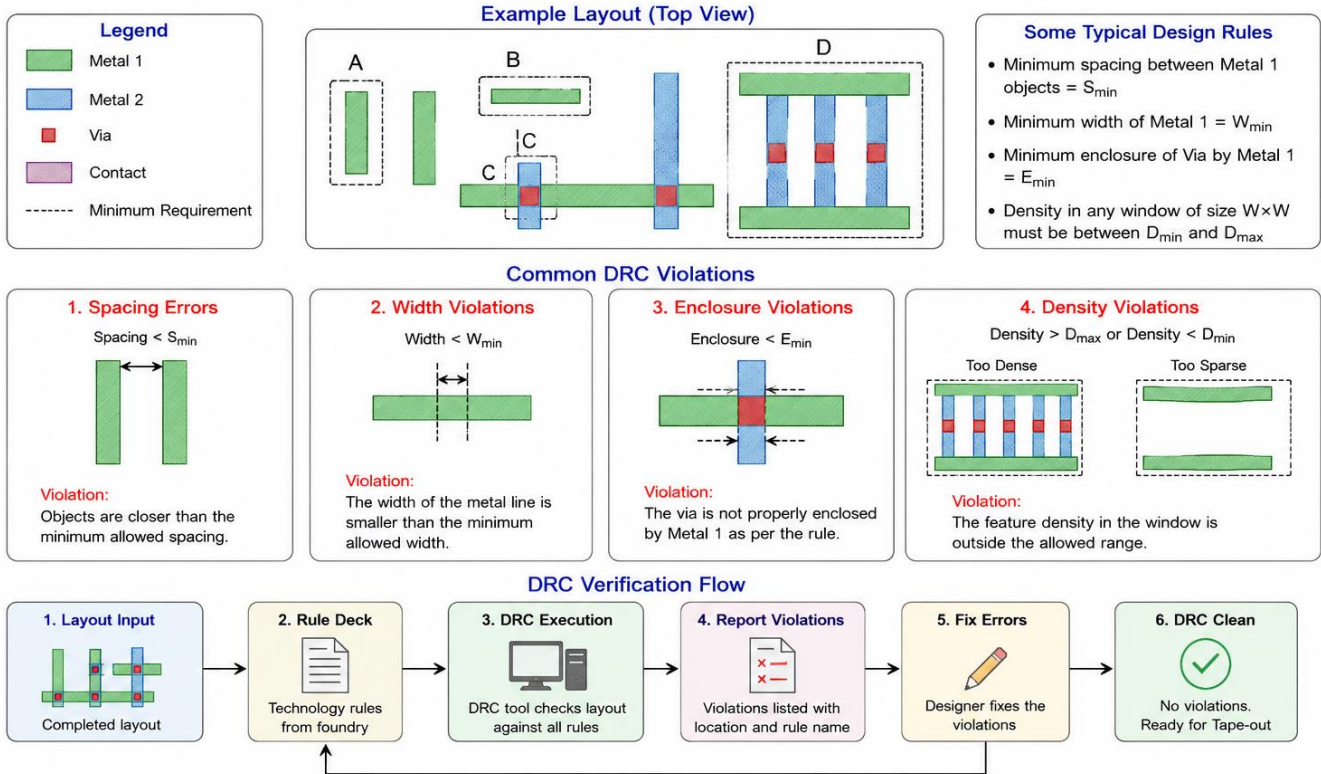 Legend
Metal 1
Metal 2
Via
Contact
Minimum Requirement
Example Layout (Top View)
A
B
C
C
D
Some Typical Design Rules
• Minimum spacing between Metal 1
objects = Smin
• Minimum width of Metal 1 = Wmin
• Minimum enclosure of Via by Metal 1
= Emin
• Density in any window of size W×W
must be between Dmin and Dmax
Common DRC Violations
1. Spacing Errors
Spacing < Smin
Violation:
Objects are closer than the
minimum allowed spacing.
2. Width Violations
Width < Wmin
Violation:
The width of the metal line is
smaller than the minimum
allowed width.
3. Enclosure Violations
Enclosure < Emin
Violation:
The via is not properly enclosed
by Metal 1 as per the rule.
4. Density Violations
Density > Dmax or Density < Dmin
Too Dense
Too Sparse
Violation:
The feature density in the window is
outside the allowed range.
DRC Verification Flow
1. Layout Input
Completed layout
2. Rule Deck
Technology rules
from foundry
3. DRC Execution
DRC tool checks layout
against all rules
4. Report Violations
Violations listed with
location and rule name
5. Fix Errors
Designer fixes the
violations
6. DRC Clean
No violations.
Ready for Tape-out